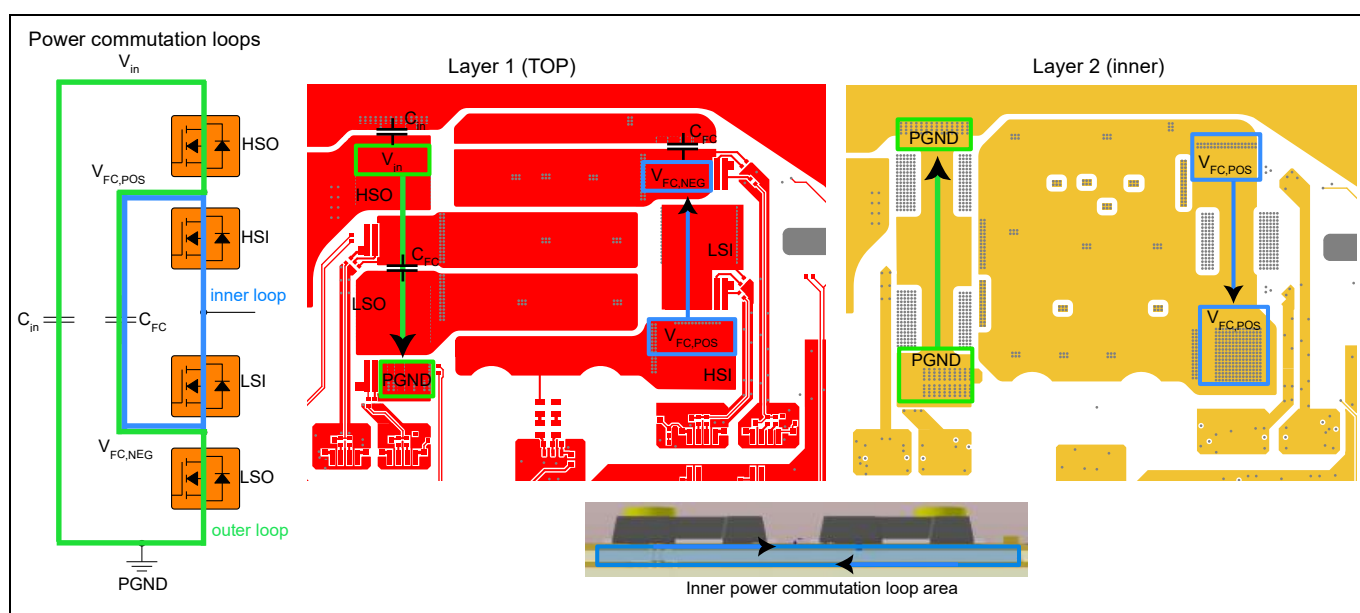 Power commutation loops
Vin
HSO
VFC,POS
HSI
inner loop
Cin
CFC
LSI
VFC,NEG
LSO
outer loop
PGND
Layer 1 (TOP)
Cin
Vin
HSO
CFC
VFC,NEG
CFC
LSI
LSO
VFC,POS
PGND
HSI
Layer 2 (inner)
PGND
VFC,POS
VFC,POS
PGND
Inner power commutation loop area